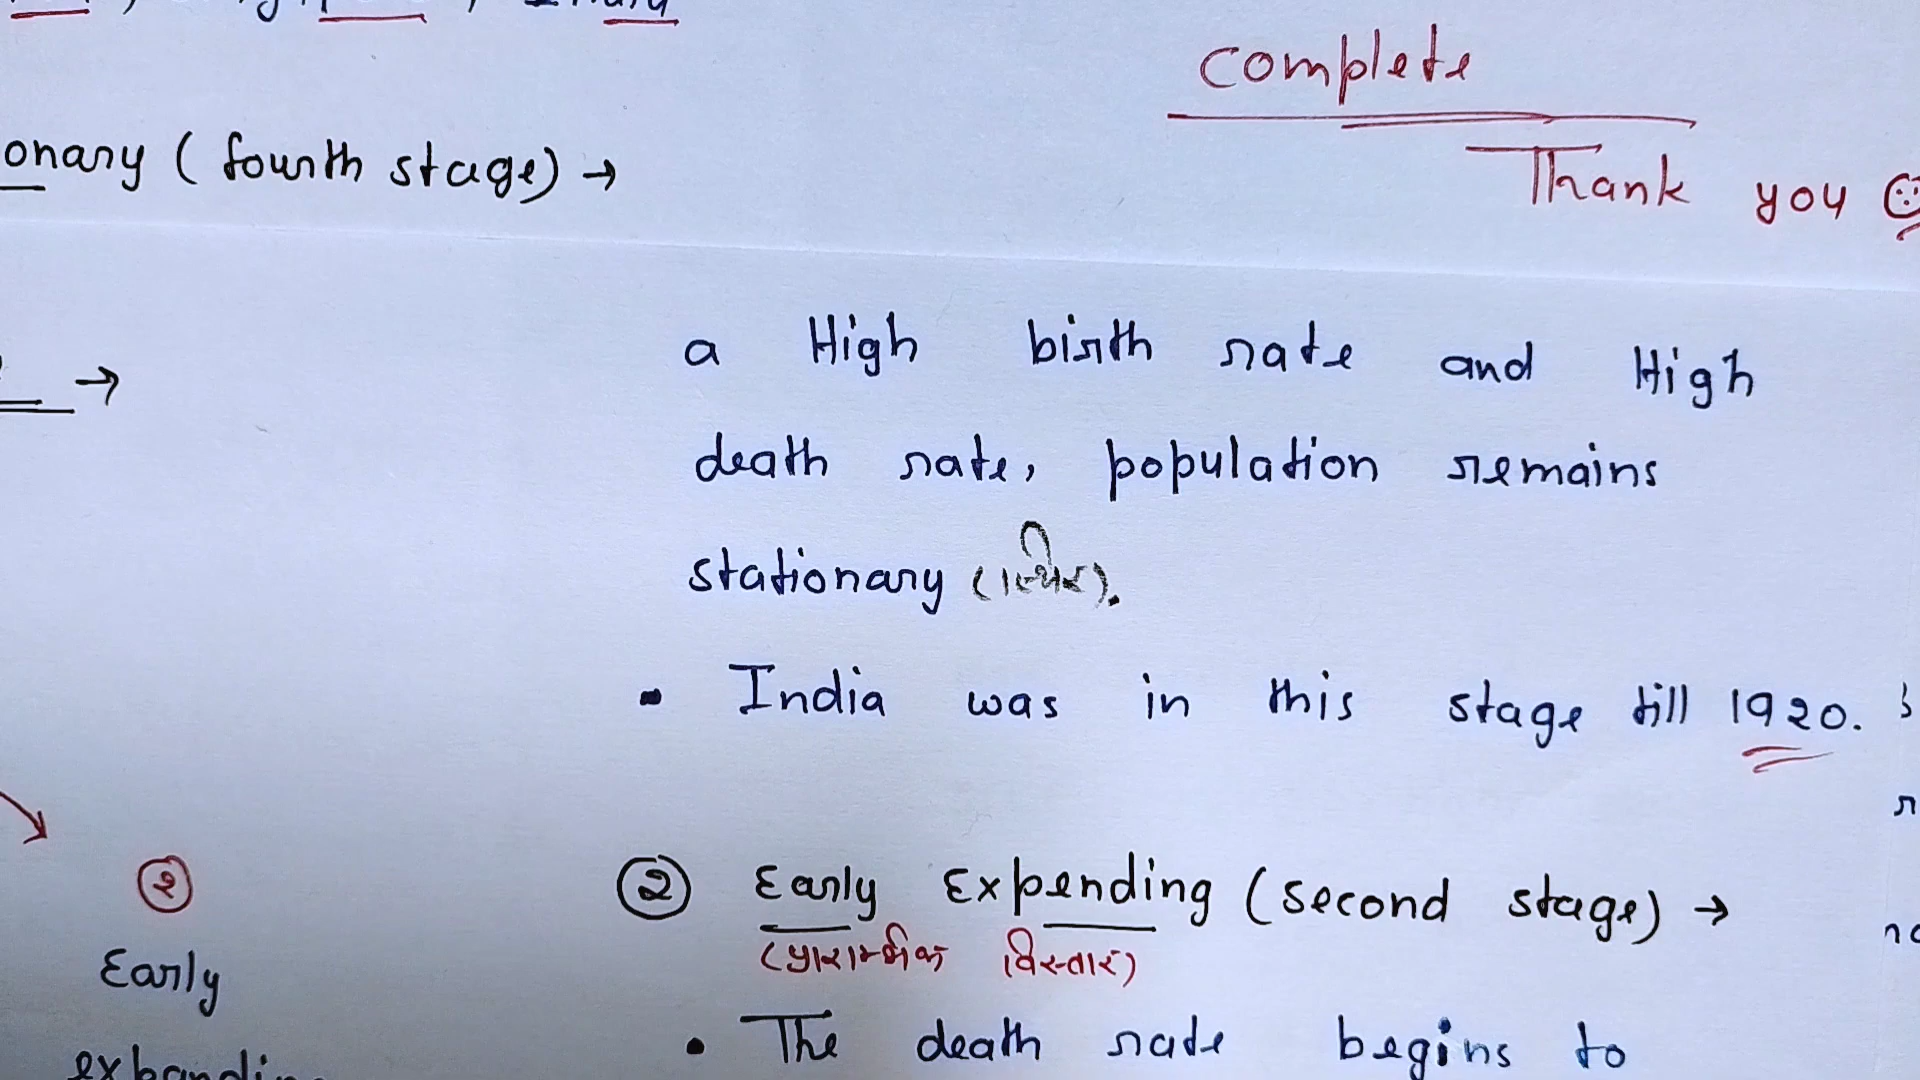 complete
Thank you
onary (fourth stage) →
a High birth rate and High
→
death rate, population remains
stationary (स्थिर).
• India was in this stage till 1920.
२
② Early Expending (second stage) →
Early
(प्रारम्भीक विस्तार)
• The death rate begins to